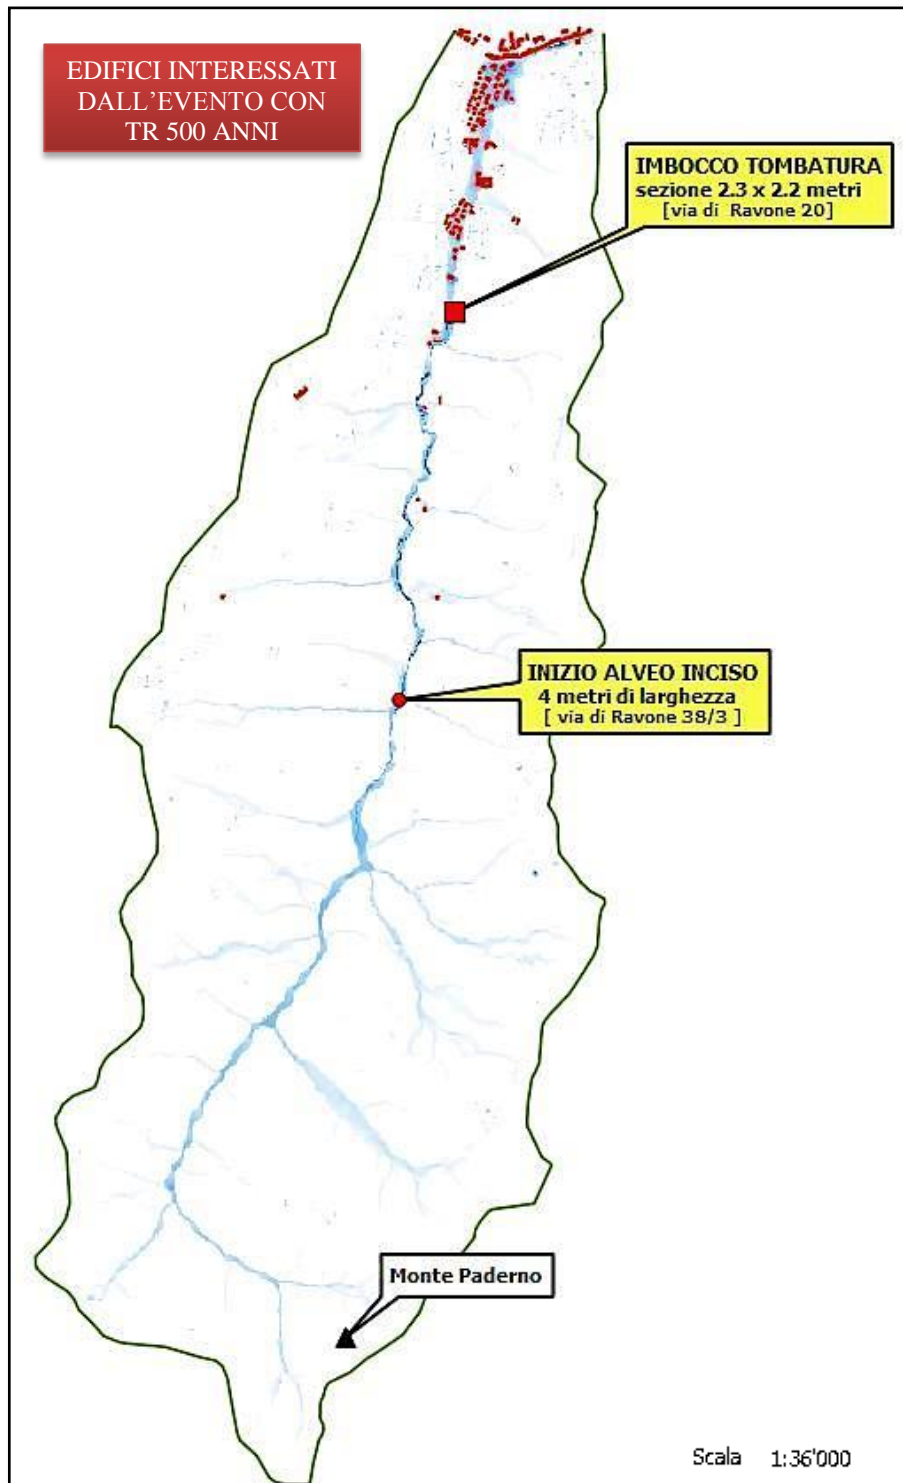 EDIFICI INTERESSATI
DALL'EVENTO CON
TR 500 ANNI
IMBOCCO TOMBATURA
sezione 2.3 x 2.2 metri
[via di Ravone 20]
INIZIO ALVEO INCISO
4 metri di larghezza
[ via di Ravone 38/3 ]
Monte Paderno
Scala 1:36'000